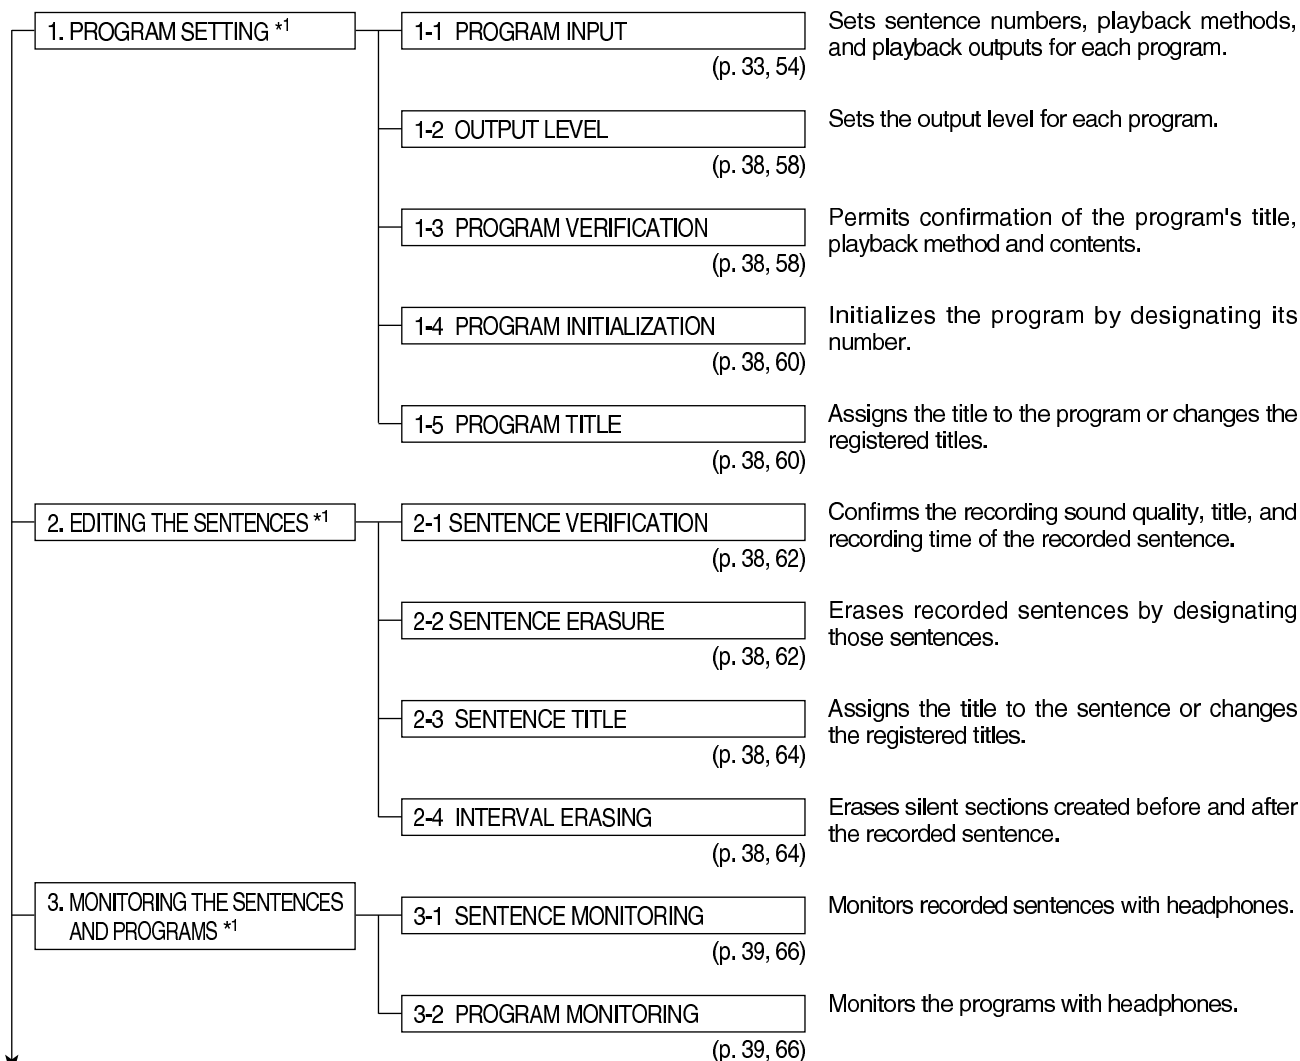 1. PROGRAM SETTING *1
1-1 PROGRAM INPUT
(p. 33, 54)
Sets sentence numbers, playback methods,
and playback outputs for each program.
1-2 OUTPUT LEVEL
(p. 38, 58)
Sets the output level for each program.
1-3 PROGRAM VERIFICATION
(p. 38, 58)
Permits confirmation of the program's title,
playback method and contents.
1-4 PROGRAM INITIALIZATION
(p. 38, 60)
Initializes the program by designating its
number.
1-5 PROGRAM TITLE
(p. 38, 60)
Assigns the title to the program or changes the
registered titles.
2. EDITING THE SENTENCES *1
2-1 SENTENCE VERIFICATION
(p. 38, 62)
Confirms the recording sound quality, title, and
recording time of the recorded sentence.
2-2 SENTENCE ERASURE
(p. 38, 62)
Erases recorded sentences by designating
those sentences.
2-3 SENTENCE TITLE
(p. 38, 64)
Assigns the title to the sentence or changes
the registered titles.
2-4 INTERVAL ERASING
(p. 38, 64)
Erases silent sections created before and after
the recorded sentence.
3. MONITORING THE SENTENCES
AND PROGRAMS *1
3-1 SENTENCE MONITORING
(p. 39, 66)
Monitors recorded sentences with headphones.
3-2 PROGRAM MONITORING
(p. 39, 66)
Monitors the programs with headphones.